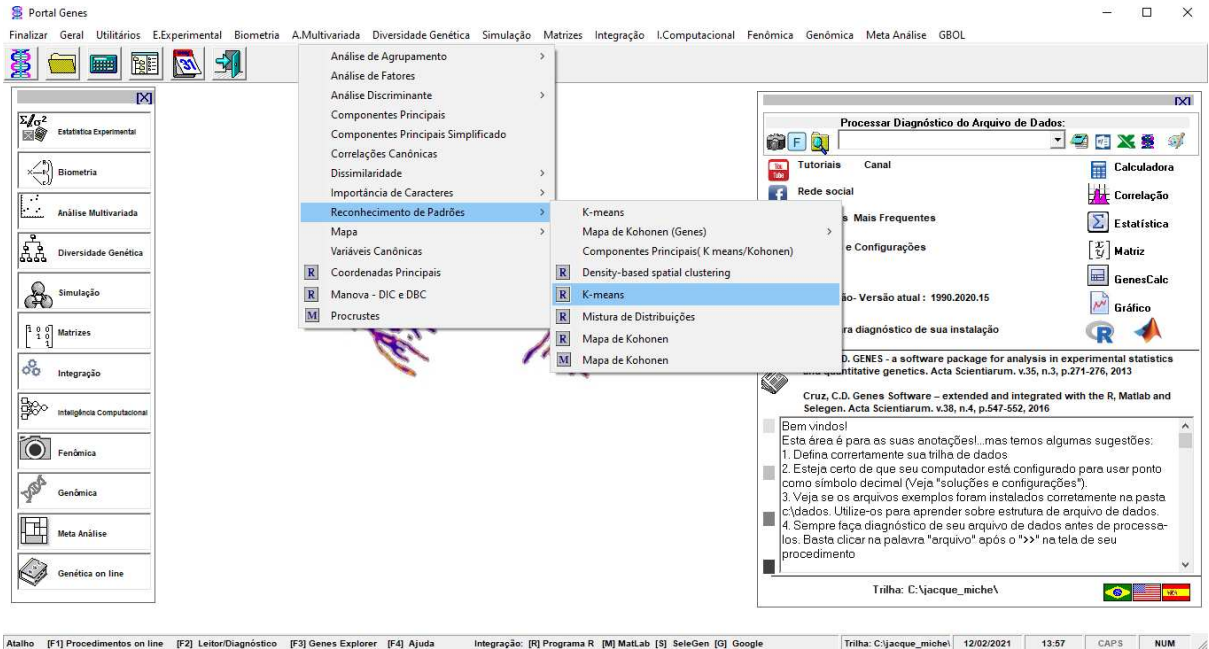 Portal Genes
Finalizar Geral Utilitários E.Experimental Biometria A.Multivariada Diversidade Genética Simulação Matrizes Integração I.Computacional Fenômica Genômica Meta Análise GBOL
[X]
Σ/σ²
Estatística Experimental
Biometria
Análise Multivariada
Diversidade Genética
Simulação
Matrizes
Integração
Inteligência Computacional
Fenômica
Genômica
Meta Análise
Genética on line
Análise de Agrupamento
Análise de Fatores
Análise Discriminante
Componentes Principais
Componentes Principais Simplificado
Correlações Canônicas
Dissimilaridade
Importância de Caracteres
Reconhecimento de Padrões
Mapa
Variáveis Canônicas
R Coordenadas Principais
R Manova - DIC e DBC
M Procrustes
K-means
Mapa de Kohonen (Genes)
Componentes Principais( K means/Kohonen)
R Density-based spatial clustering
R K-means
R Mistura de Distribuições
R Mapa de Kohonen
M Mapa de Kohonen
[X]
Processar Diagnóstico do Arquivo de Dados:
F
You Tube Tutoriais Canal
Rede social
s Mais Frequentes
e Configurações
ão- Versão atual : 1990.2020.15
ra diagnóstico de sua instalação
Calculadora
Correlação
Estatística
Matriz
GenesCalc
Gráfico
D. GENES - a software package for analysis in experimental statistics
and quantitative genetics. Acta Scientiarum. v.35, n.3, p.271-276, 2013
Cruz, C.D. Genes Software – extended and integrated with the R, Matlab and
Selegen. Acta Scientiarum. v.38, n.4, p.547-552, 2016
Bem vindos!
Esta área é para as suas anotações!...mas temos algumas sugestões:
1. Defina corrertamente sua trilha de dados
2. Esteja certo de que seu computador está configurado para usar ponto
como símbolo decimal (Veja "soluções e configurações").
3. Veja se os arquivos exemplos foram instalados corretamente na pasta
c:\dados. Utilize-os para aprender sobre estrutura de arquivo de dados.
4. Sempre faça diagnóstico de seu arquivo de dados antes de processa-
los. Basta clicar na palavra "arquivo" após o ">>" na tela de seu
procedimento
Trilha: C:\jacque_miche\
Atalho [F1] Procedimentos on line [F2] Leitor/Diagnóstico [F3] Genes Explorer [F4] Ajuda Integração: [R] Programa R [M] MatLab [S] SeleGen [G] Google Trilha: C:\jacque_miche\ 12/02/2021 13:57 CAPS NUM